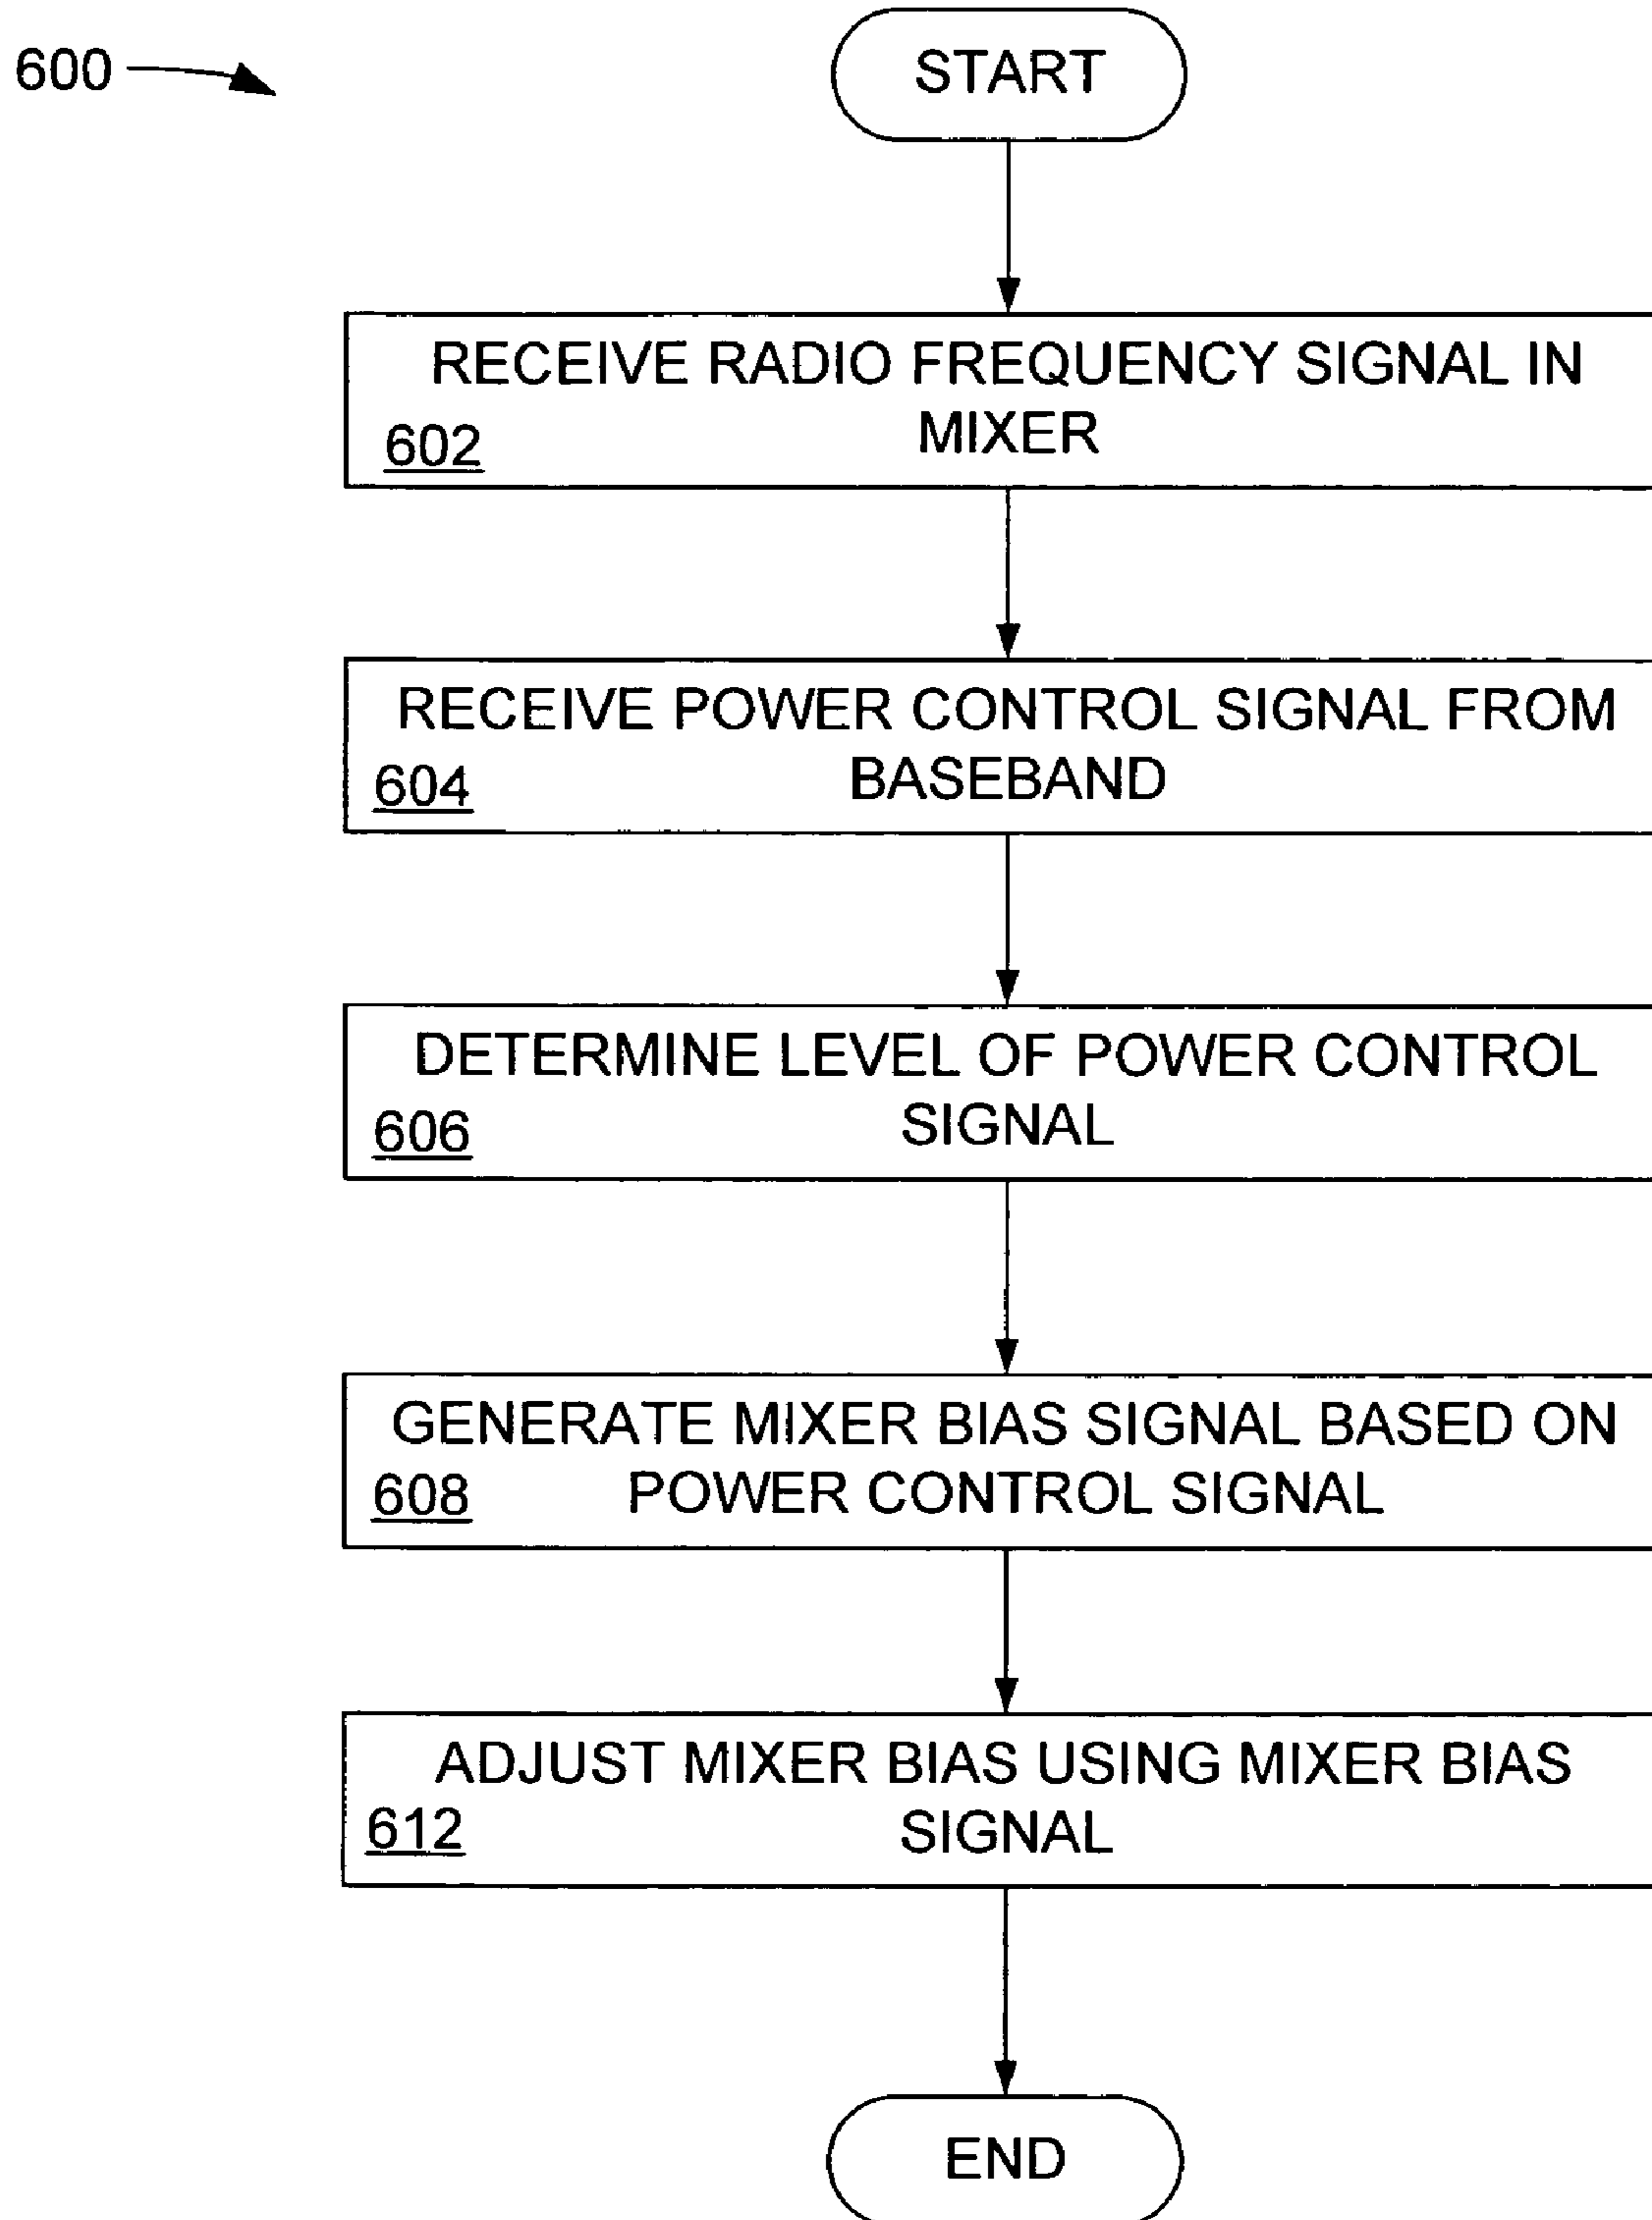 600
START
RECEIVE RADIO FREQUENCY SIGNAL IN
MIXER
602
RECEIVE POWER CONTROL SIGNAL FROM
BASEBAND
604
DETERMINE LEVEL OF POWER CONTROL
SIGNAL
606
GENERATE MIXER BIAS SIGNAL BASED ON
POWER CONTROL SIGNAL
608
ADJUST MIXER BIAS USING MIXER BIAS
SIGNAL
612
END